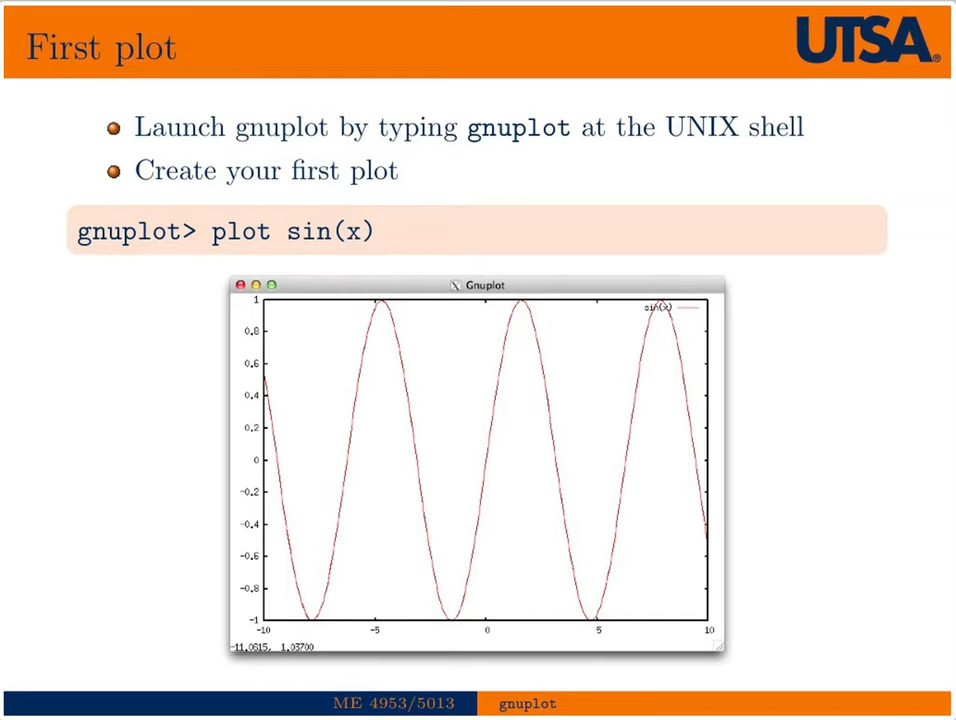 First plot
UTSA®
Launch gnuplot by typing gnuplot at the UNIX shell
Create your first plot
gnuplot> plot sin(x)
X Gnuplot
sin(x)
1
0.8
0.6
0.4
0.2
0
-0.2
-0.4
-0.6
-0.8
-1
-10 -5 0 5 10
-11.0615, 1.03700
ME 4953/5013 gnuplot